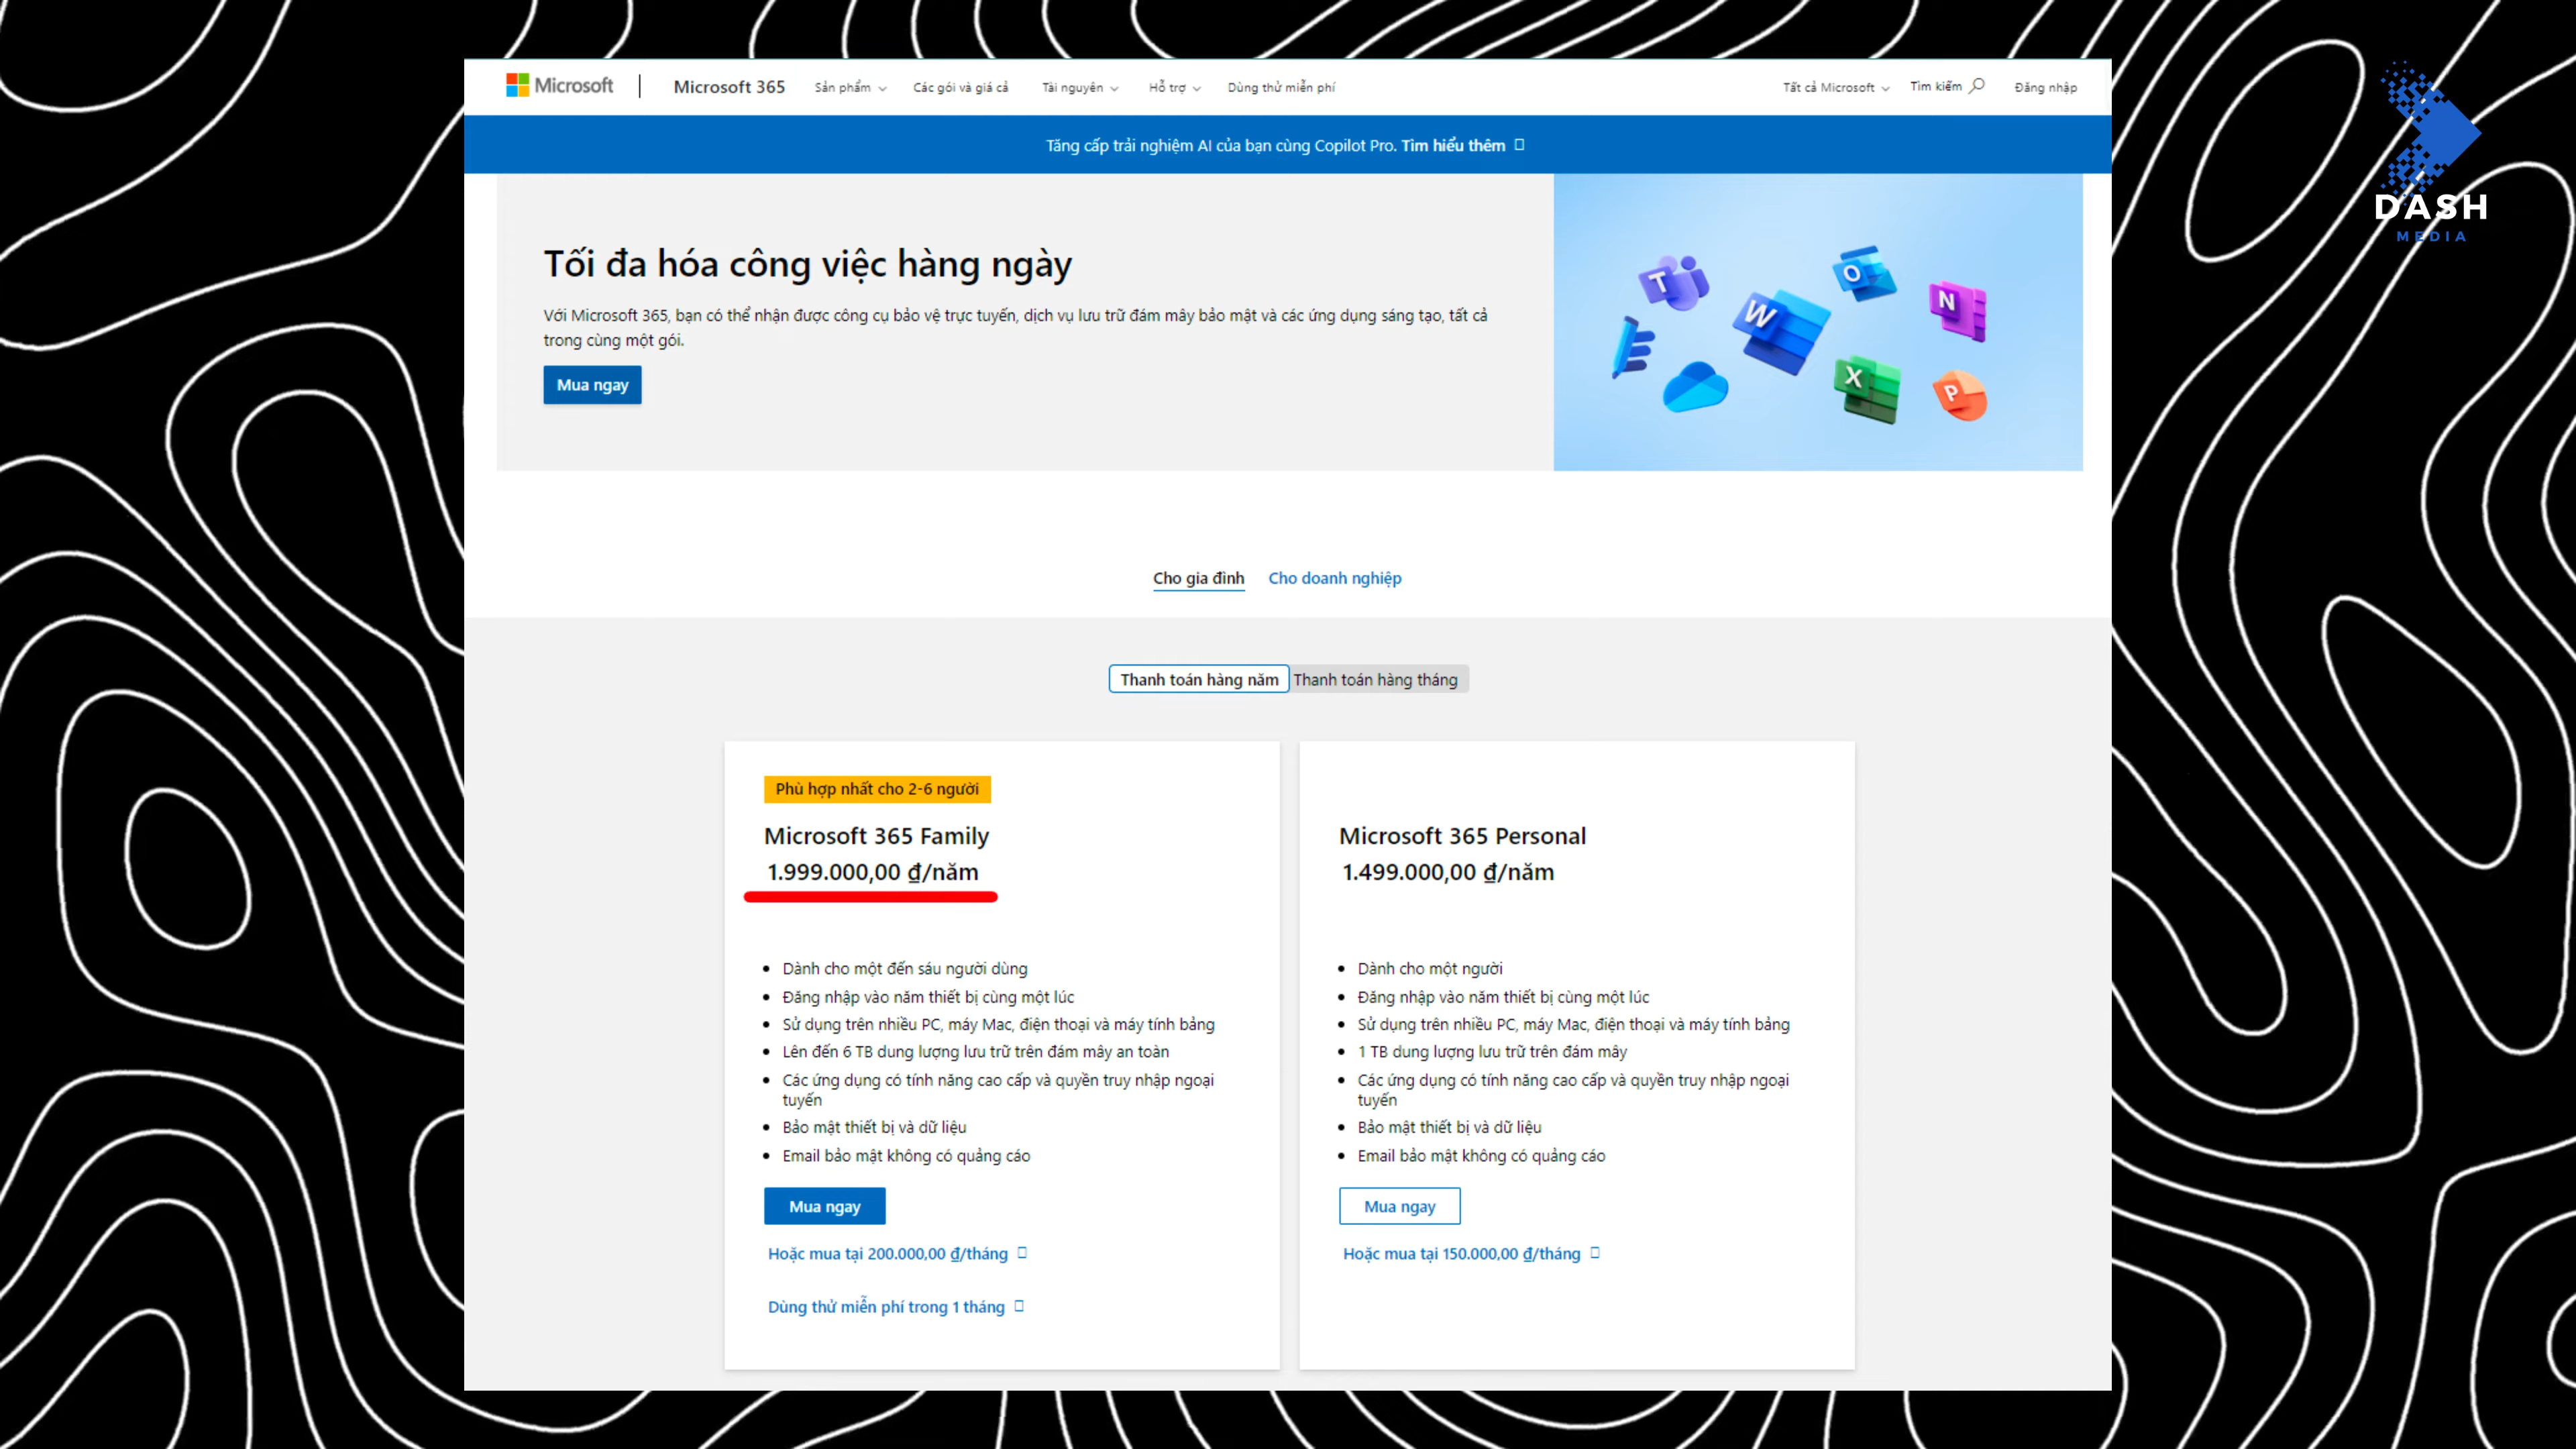 Microsoft
Microsoft 365
Sản phẩm
Các gói và giá cả
Tài nguyên
Hỗ trợ
Dùng thử miễn phí
Tất cả Microsoft
Tìm kiếm
Đăng nhập
DASH
MEDIA
Tăng cấp trải nghiệm AI của bạn cùng Copilot Pro. Tìm hiểu thêm
Tối đa hóa công việc hàng ngày
Với Microsoft 365, bạn có thể nhận được công cụ bảo vệ trực tuyến, dịch vụ lưu trữ đám mây bảo mật và các ứng dụng sáng tạo, tất cả
trong cùng một gói.
Mua ngay
T
O
N
W
X
P
Cho gia đình
Cho doanh nghiệp
Thanh toán hàng năm
Thanh toán hàng tháng
Phù hợp nhất cho 2-6 người
Microsoft 365 Family
1.999.000,00 ₫/năm
Dành cho một đến sáu người dùng
Đăng nhập vào năm thiết bị cùng một lúc
Sử dụng trên nhiều PC, máy Mac, điện thoại và máy tính bảng
Lên đến 6 TB dung lượng lưu trữ trên đám mây an toàn
Các ứng dụng có tính năng cao cấp và quyền truy nhập ngoại
tuyến
Bảo mật thiết bị và dữ liệu
Email bảo mật không có quảng cáo
Mua ngay
Hoặc mua tại 200.000,00 ₫/tháng
Dùng thử miễn phí trong 1 tháng
Microsoft 365 Personal
1.499.000,00 ₫/năm
Dành cho một người
Đăng nhập vào năm thiết bị cùng một lúc
Sử dụng trên nhiều PC, máy Mac, điện thoại và máy tính bảng
1 TB dung lượng lưu trữ trên đám mây
Các ứng dụng có tính năng cao cấp và quyền truy nhập ngoại
tuyến
Bảo mật thiết bị và dữ liệu
Email bảo mật không có quảng cáo
Mua ngay
Hoặc mua tại 150.000,00 ₫/tháng